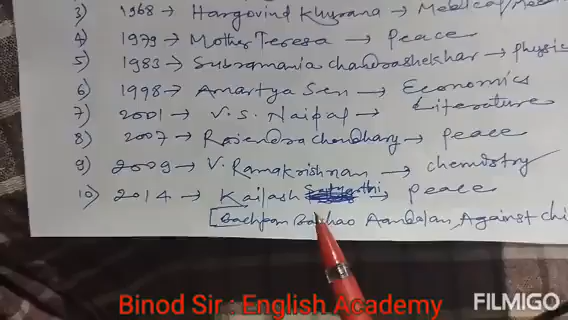 3) 1968 → Hargovind Khurana → Medical/Medi
4) 1979 → Mother Teresa → Peace
5) 1983 → Subramania Chandrashekhar → Physic
6) 1998 → Amartya Sen → Economics
7) 2001 → V. S. Naipal → Literature
8) 2007 → Rajendra Choudhary → Peace
9) 2009 → V. Ramakrishnan → Chemistry
10) 2014 → Kailash Satyarthi → Peace
[Bachpan Bachao Aandolan, Against Chi
Binod Sir : English Academy
FILMIGO